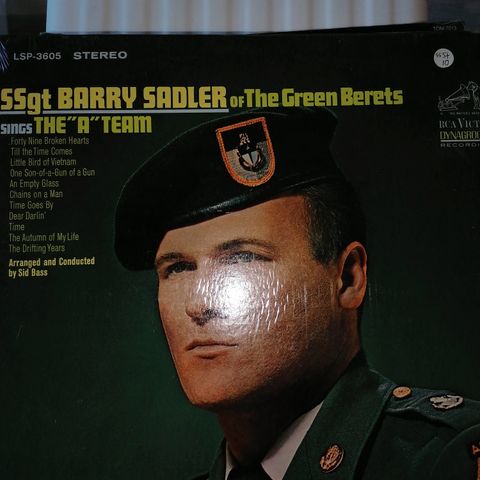 LSP-3605 STEREO
SSgt BARRY SADLER OF The Green Berets
SINGS THE "A" TEAM
Forty Nine Broken Hearts
Till the Time Comes
Little Bird of Vietnam
One Son-of-a-Gun of a Gun
An Empty Glass
Chains on a Man
Time Goes By
Dear Darlin'
Time
The Autumn of My Life
The Drifting Years
Arranged and Conducted
by Sid Bass
RCA VICTOR
DYNAGROOVE
RECORDING